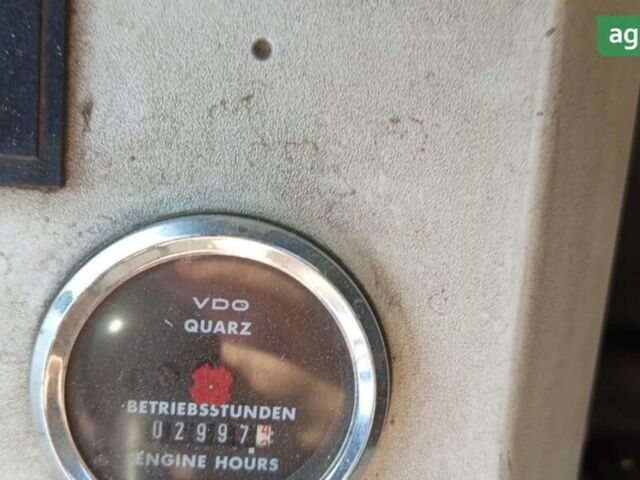 ag
VDO
QUARZ
BETRIEBSSTUNDEN
02997
ENGINE HOURS